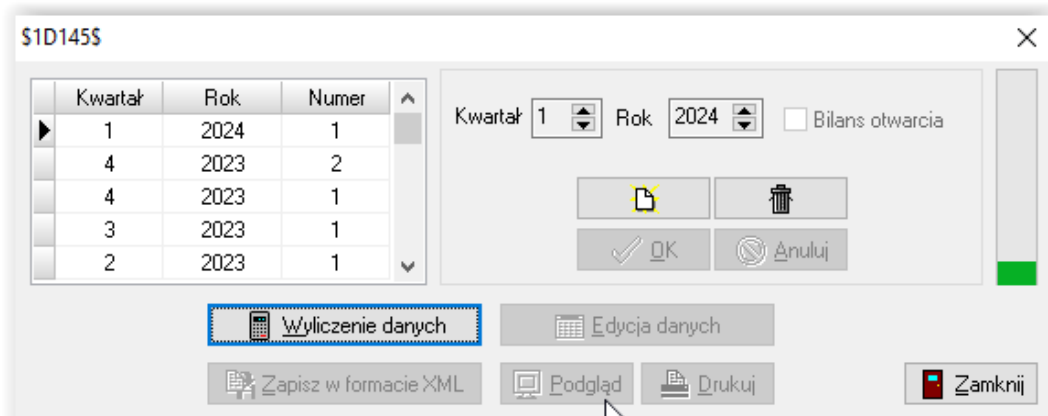 $1D145$
Kwartał Rok Numer
1 2024 1
4 2023 2
4 2023 1
3 2023 1
2 2023 1
Kwartał 1 Rok 2024 Bilans otwarcia
OK Anuluj
Wyliczenie danych Edycja danych
Zapisz w formacie XML Podgląd Drukuj Zamknij